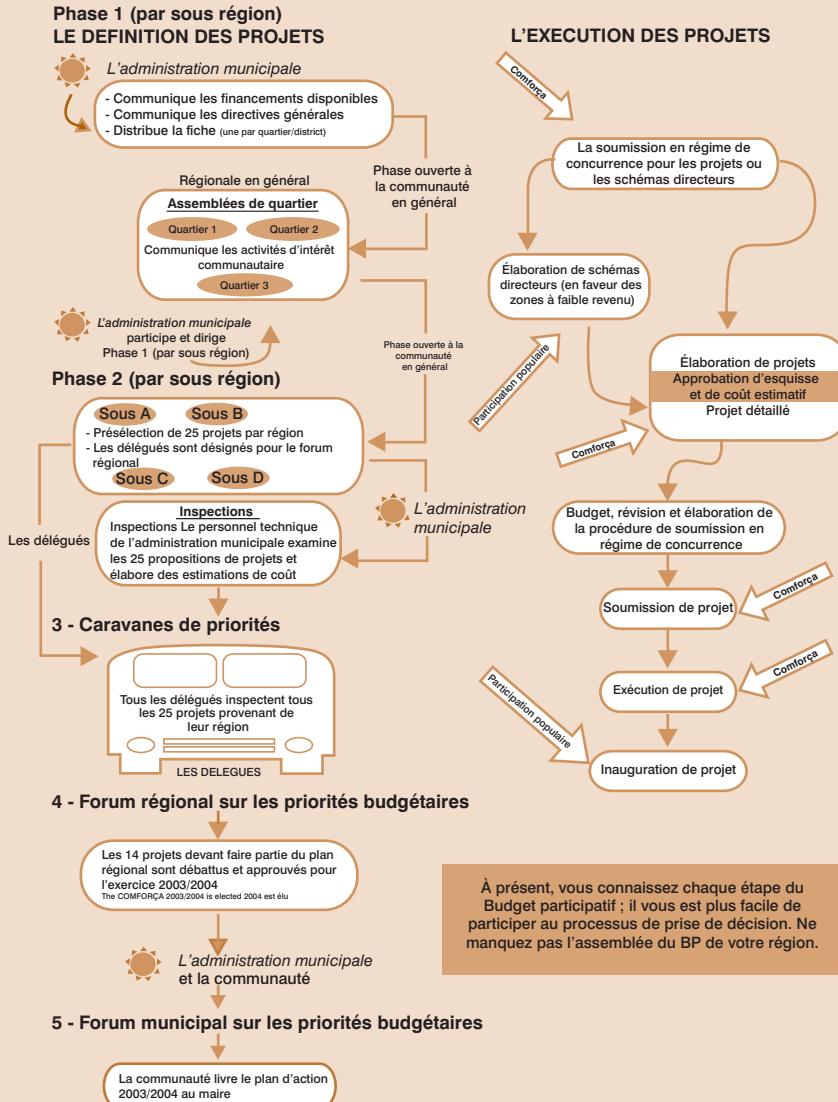 Phase 1 (par sous région)
LE DEFINITION DES PROJETS
L'administration municipale
- Communique les financements disponibles
- Communique les directives générales
- Distribue la fiche (une par quartier/district)
Phase ouverte à
la communauté
en général
Régionale en général
Assemblées de quartier
Quartier 1
Quartier 2
Communique les activités d'intérêt
communautaire
Quartier 3
L'administration municipale
participe et dirige
Phase 1 (par sous région)
Phase ouverte à la
communauté
en général
Phase 2 (par sous région)
Sous A
Sous B
- Présélection de 25 projets par région
- Les délégués sont désignés pour le forum
régional
Sous C
Sous D
Les délégués
L'administration
municipale
Inspections
Inspections Le personnel technique
de l'administration municipale examine
les 25 propositions de projets et
élabore des estimations de coût
3 - Caravanes de priorités
Tous les délégués inspectent tous
les 25 projets provenant de
leur région
LES DELEGUES
4 - Forum régional sur les priorités budgétaires
Les 14 projets devant faire partie du plan
régional sont débattus et approuvés pour
l'exercice 2003/2004
The COMFORÇA 2003/2004 is elected 2004 est élu
L'administration municipale
et la communauté
5 - Forum municipal sur les priorités budgétaires
La communauté livre le plan d'action
2003/2004 au maire
L'EXECUTION DES PROJETS
Comforça
La soumission en régime de
concurrence pour les projets ou
les schémas directeurs
Élaboration de schémas
directeurs (en faveur des
zones à faible revenu)
Participation populaire
Élaboration de projets
Approbation d'esquisse
et de coût estimatif
Projet détaillé
Comforça
Budget, révision et élaboration de
la procédure de soumission en
régime de concurrence
Comforça
Soumission de projet
Comforça
Exécution de projet
Participation populaire
Inauguration de projet
À présent, vous connaissez chaque étape du
Budget participatif ; il vous est plus facile de
participer au processus de prise de décision. Ne
manquez pas l'assemblée du BP de votre région.